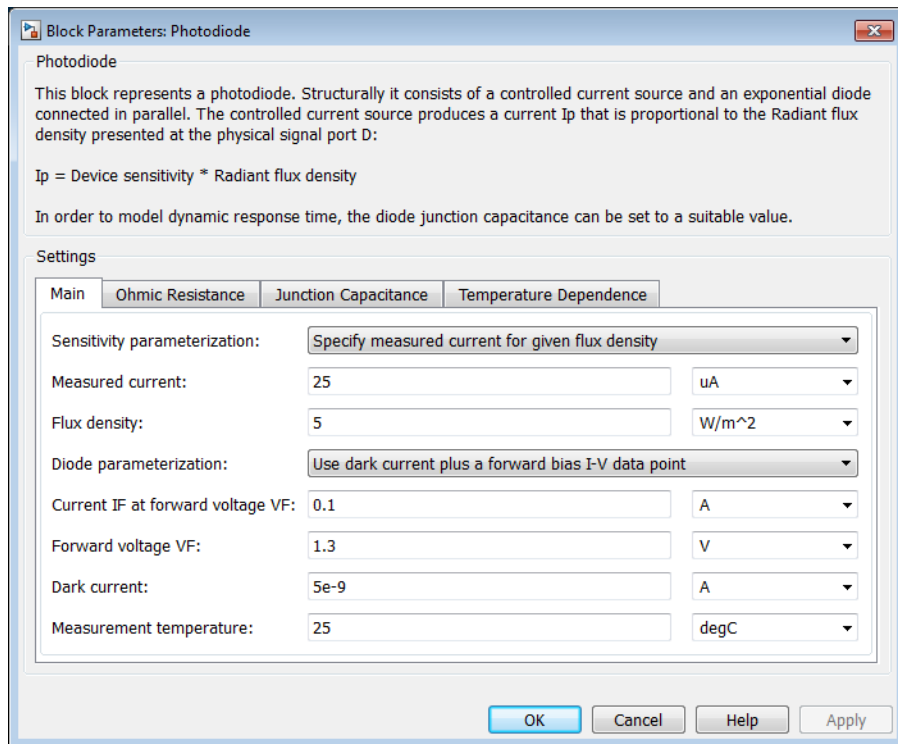 Block Parameters: Photodiode
Photodiode
This block represents a photodiode. Structurally it consists of a controlled current source and an exponential diode
connected in parallel. The controlled current source produces a current Ip that is proportional to the Radiant flux
density presented at the physical signal port D:
Ip = Device sensitivity * Radiant flux density
In order to model dynamic response time, the diode junction capacitance can be set to a suitable value.
Settings
Main Ohmic Resistance Junction Capacitance Temperature Dependence
Sensitivity parameterization: Specify measured current for given flux density
Measured current: 25 uA
Flux density: 5 W/m^2
Diode parameterization: Use dark current plus a forward bias I-V data point
Current IF at forward voltage VF: 0.1 A
Forward voltage VF: 1.3 V
Dark current: 5e-9 A
Measurement temperature: 25 degC
OK Cancel Help Apply